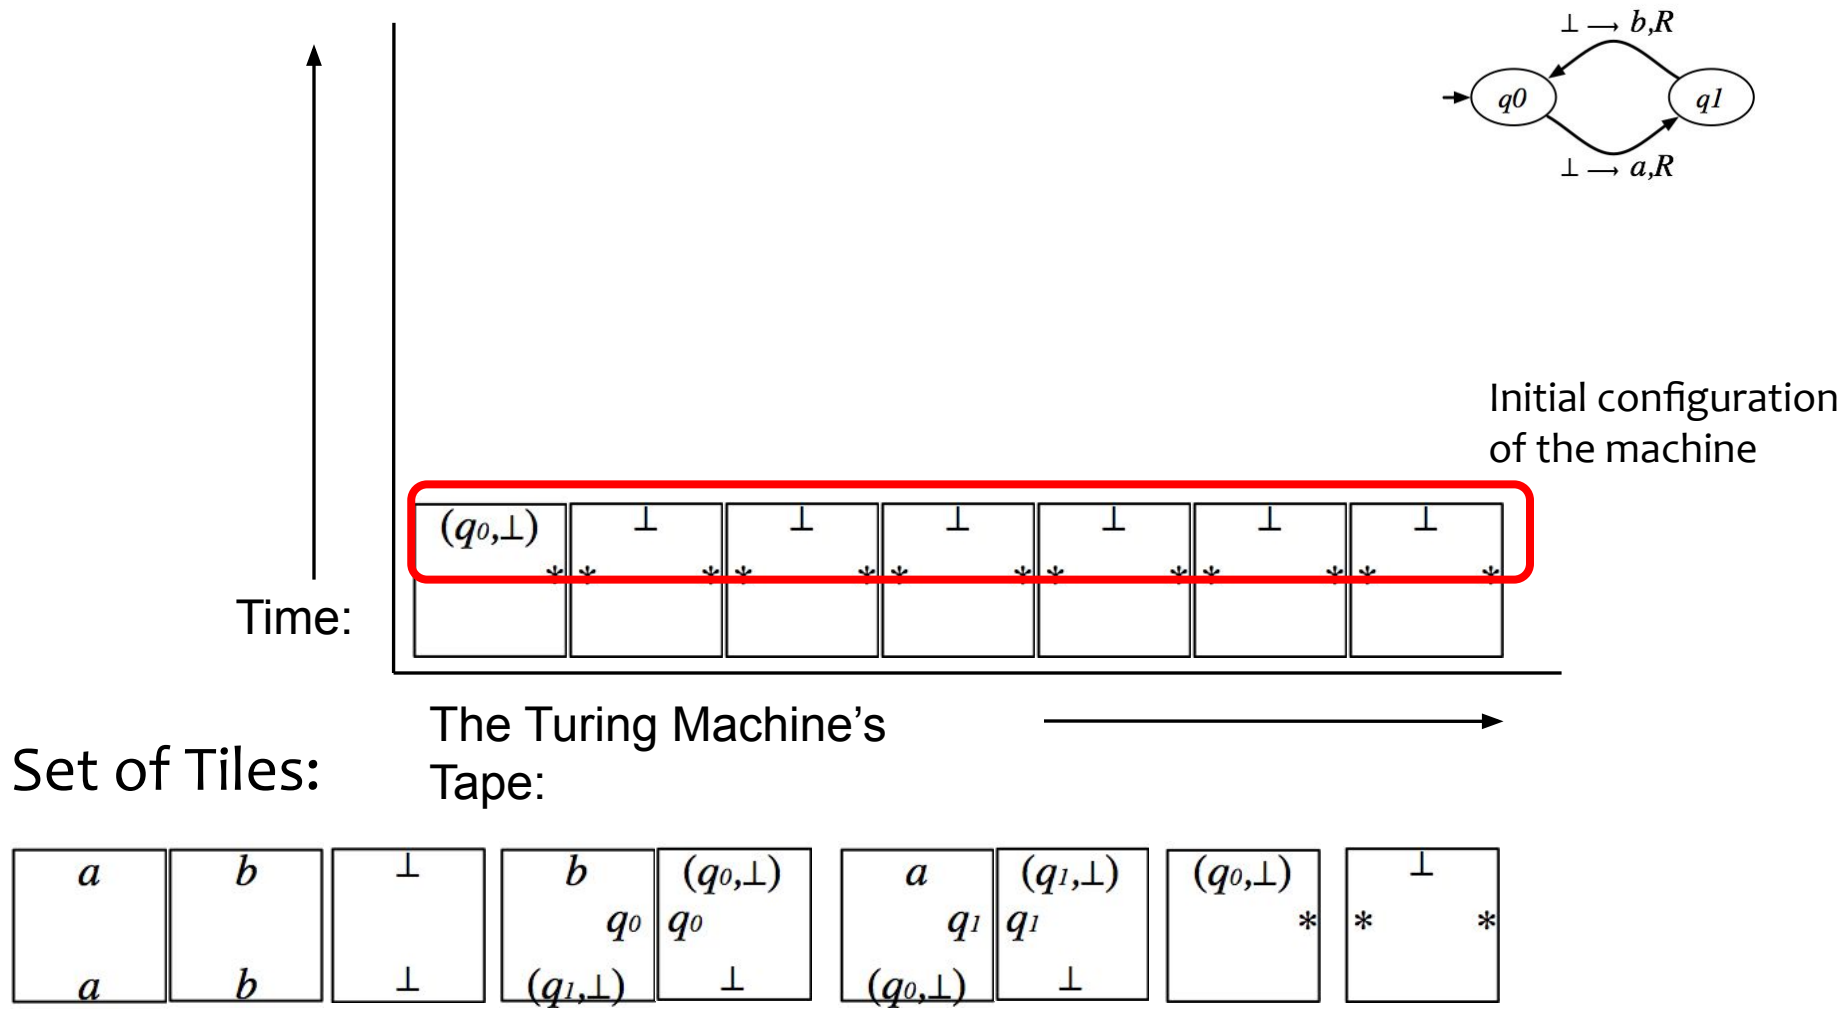 ⊥ → b,R
q0 q1
⊥ → a,R
Initial configuration
of the machine
(q0,⊥) ⊥ ⊥ ⊥ ⊥ ⊥ ⊥
* * * * * * * * * * * * *
Time:
The Turing Machine's
Tape:
Set of Tiles:
a b ⊥ b (q0,⊥) a (q1,⊥) (q0,⊥) ⊥
q0 q0 q1 q1 * * *
a b ⊥ (q1,⊥) ⊥ (q0,⊥) ⊥